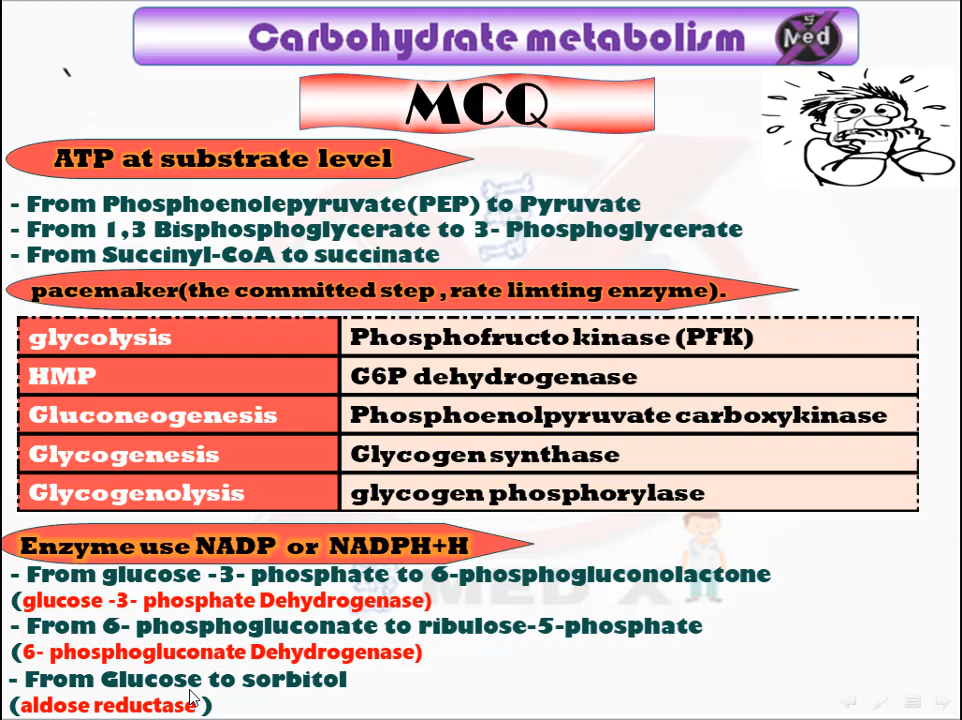 Carbohydrate metabolism
Med
MCQ
ATP at substrate level
- From Phosphoenolepyruvate(PEP) to Pyruvate
- From 1,3 Bisphosphoglycerate to 3- Phosphoglycerate
- From Succinyl-CoA to succinate
pacemaker(the committed step , rate limting enzyme).
glycolysis Phosphofructo kinase (PFK)
HMP G6P dehydrogenase
Gluconeogenesis Phosphoenolpyruvate carboxykinase
Glycogenesis Glycogen synthase
Glycogenolysis glycogen phosphorylase
Enzyme use NADP or NADPH+H
- From glucose -3- phosphate to 6-phosphogluconolactone
(glucose -3- phosphate Dehydrogenase)
- From 6- phosphogluconate to ribulose-5-phosphate
(6- phosphogluconate Dehydrogenase)
- From Glucose to sorbitol
(aldose reductase )
MED X